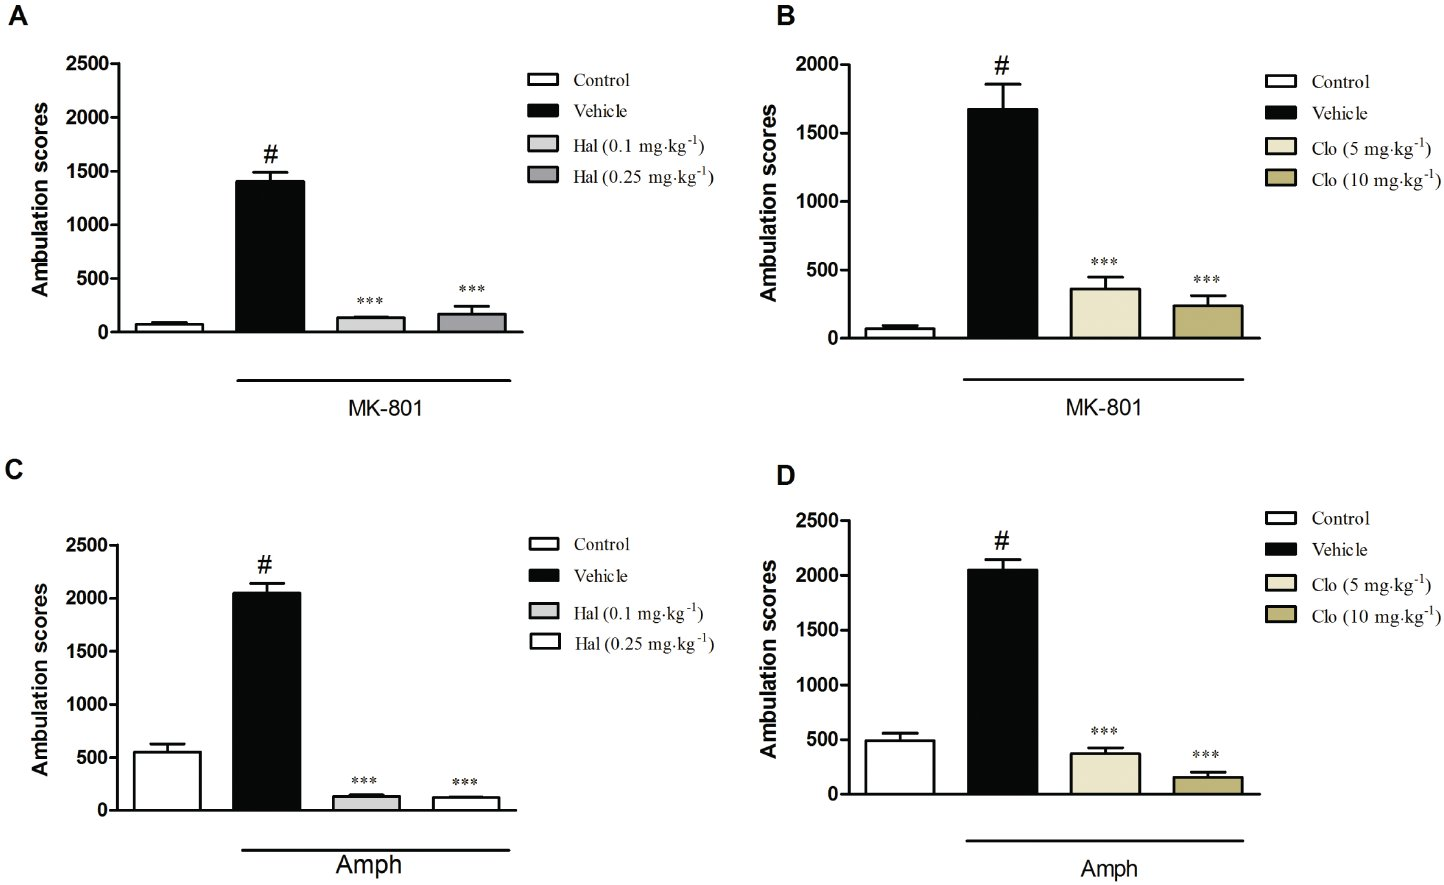 A
Ambulation scores
2500
2000
1500
1000
500
0
#
***
***
Control
Vehicle
Hal (0.1 mg·kg⁻¹)
Hal (0.25 mg·kg⁻¹)
MK-801
B
Ambulation scores
2000
1500
1000
500
0
#
***
***
Control
Vehicle
Clo (5 mg·kg⁻¹)
Clo (10 mg·kg⁻¹)
MK-801
C
Ambulation scores
2500
2000
1500
1000
500
0
#
***
***
Control
Vehicle
Hal (0.1 mg·kg⁻¹)
Hal (0.25 mg·kg⁻¹)
Amph
D
Ambulation scores
2500
2000
1500
1000
500
0
#
***
***
Control
Vehicle
Clo (5 mg·kg⁻¹)
Clo (10 mg·kg⁻¹)
Amph